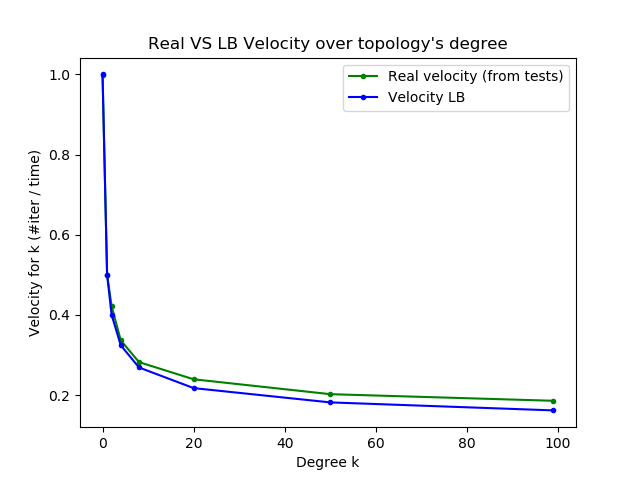 Real VS LB Velocity over topology's degree
Real velocity (from tests)
Velocity LB
Velocity for k (#iter / time)
1.0
0.8
0.6
0.4
0.2
0 20 40 60 80 100
Degree k